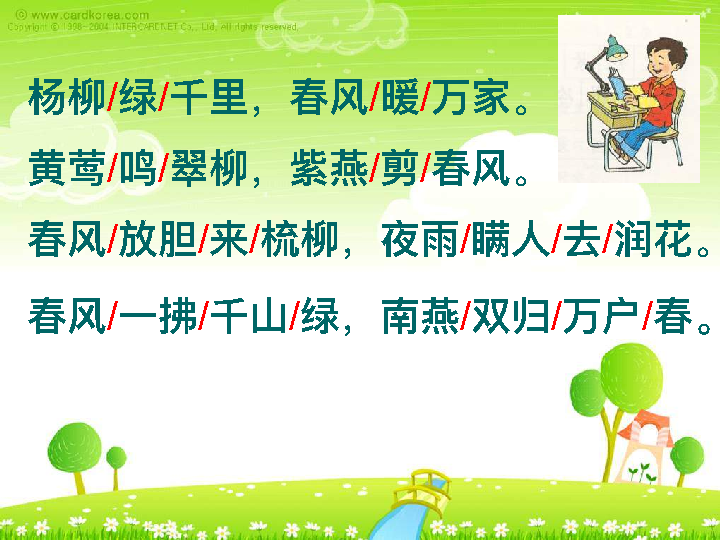 ⓒ www.cardkorea.com
Copyright ⓒ 1998-2004 INTERCARDNET Co., Ltd. All rights reserved.
杨柳/绿/千里，春风/暖/万家。
黄莺/鸣/翠柳，紫燕/剪/春风。
春风/放胆/来/梳柳，夜雨/瞒人/去/润花。
春风/一拂/千山/绿，南燕/双归/万户/春。